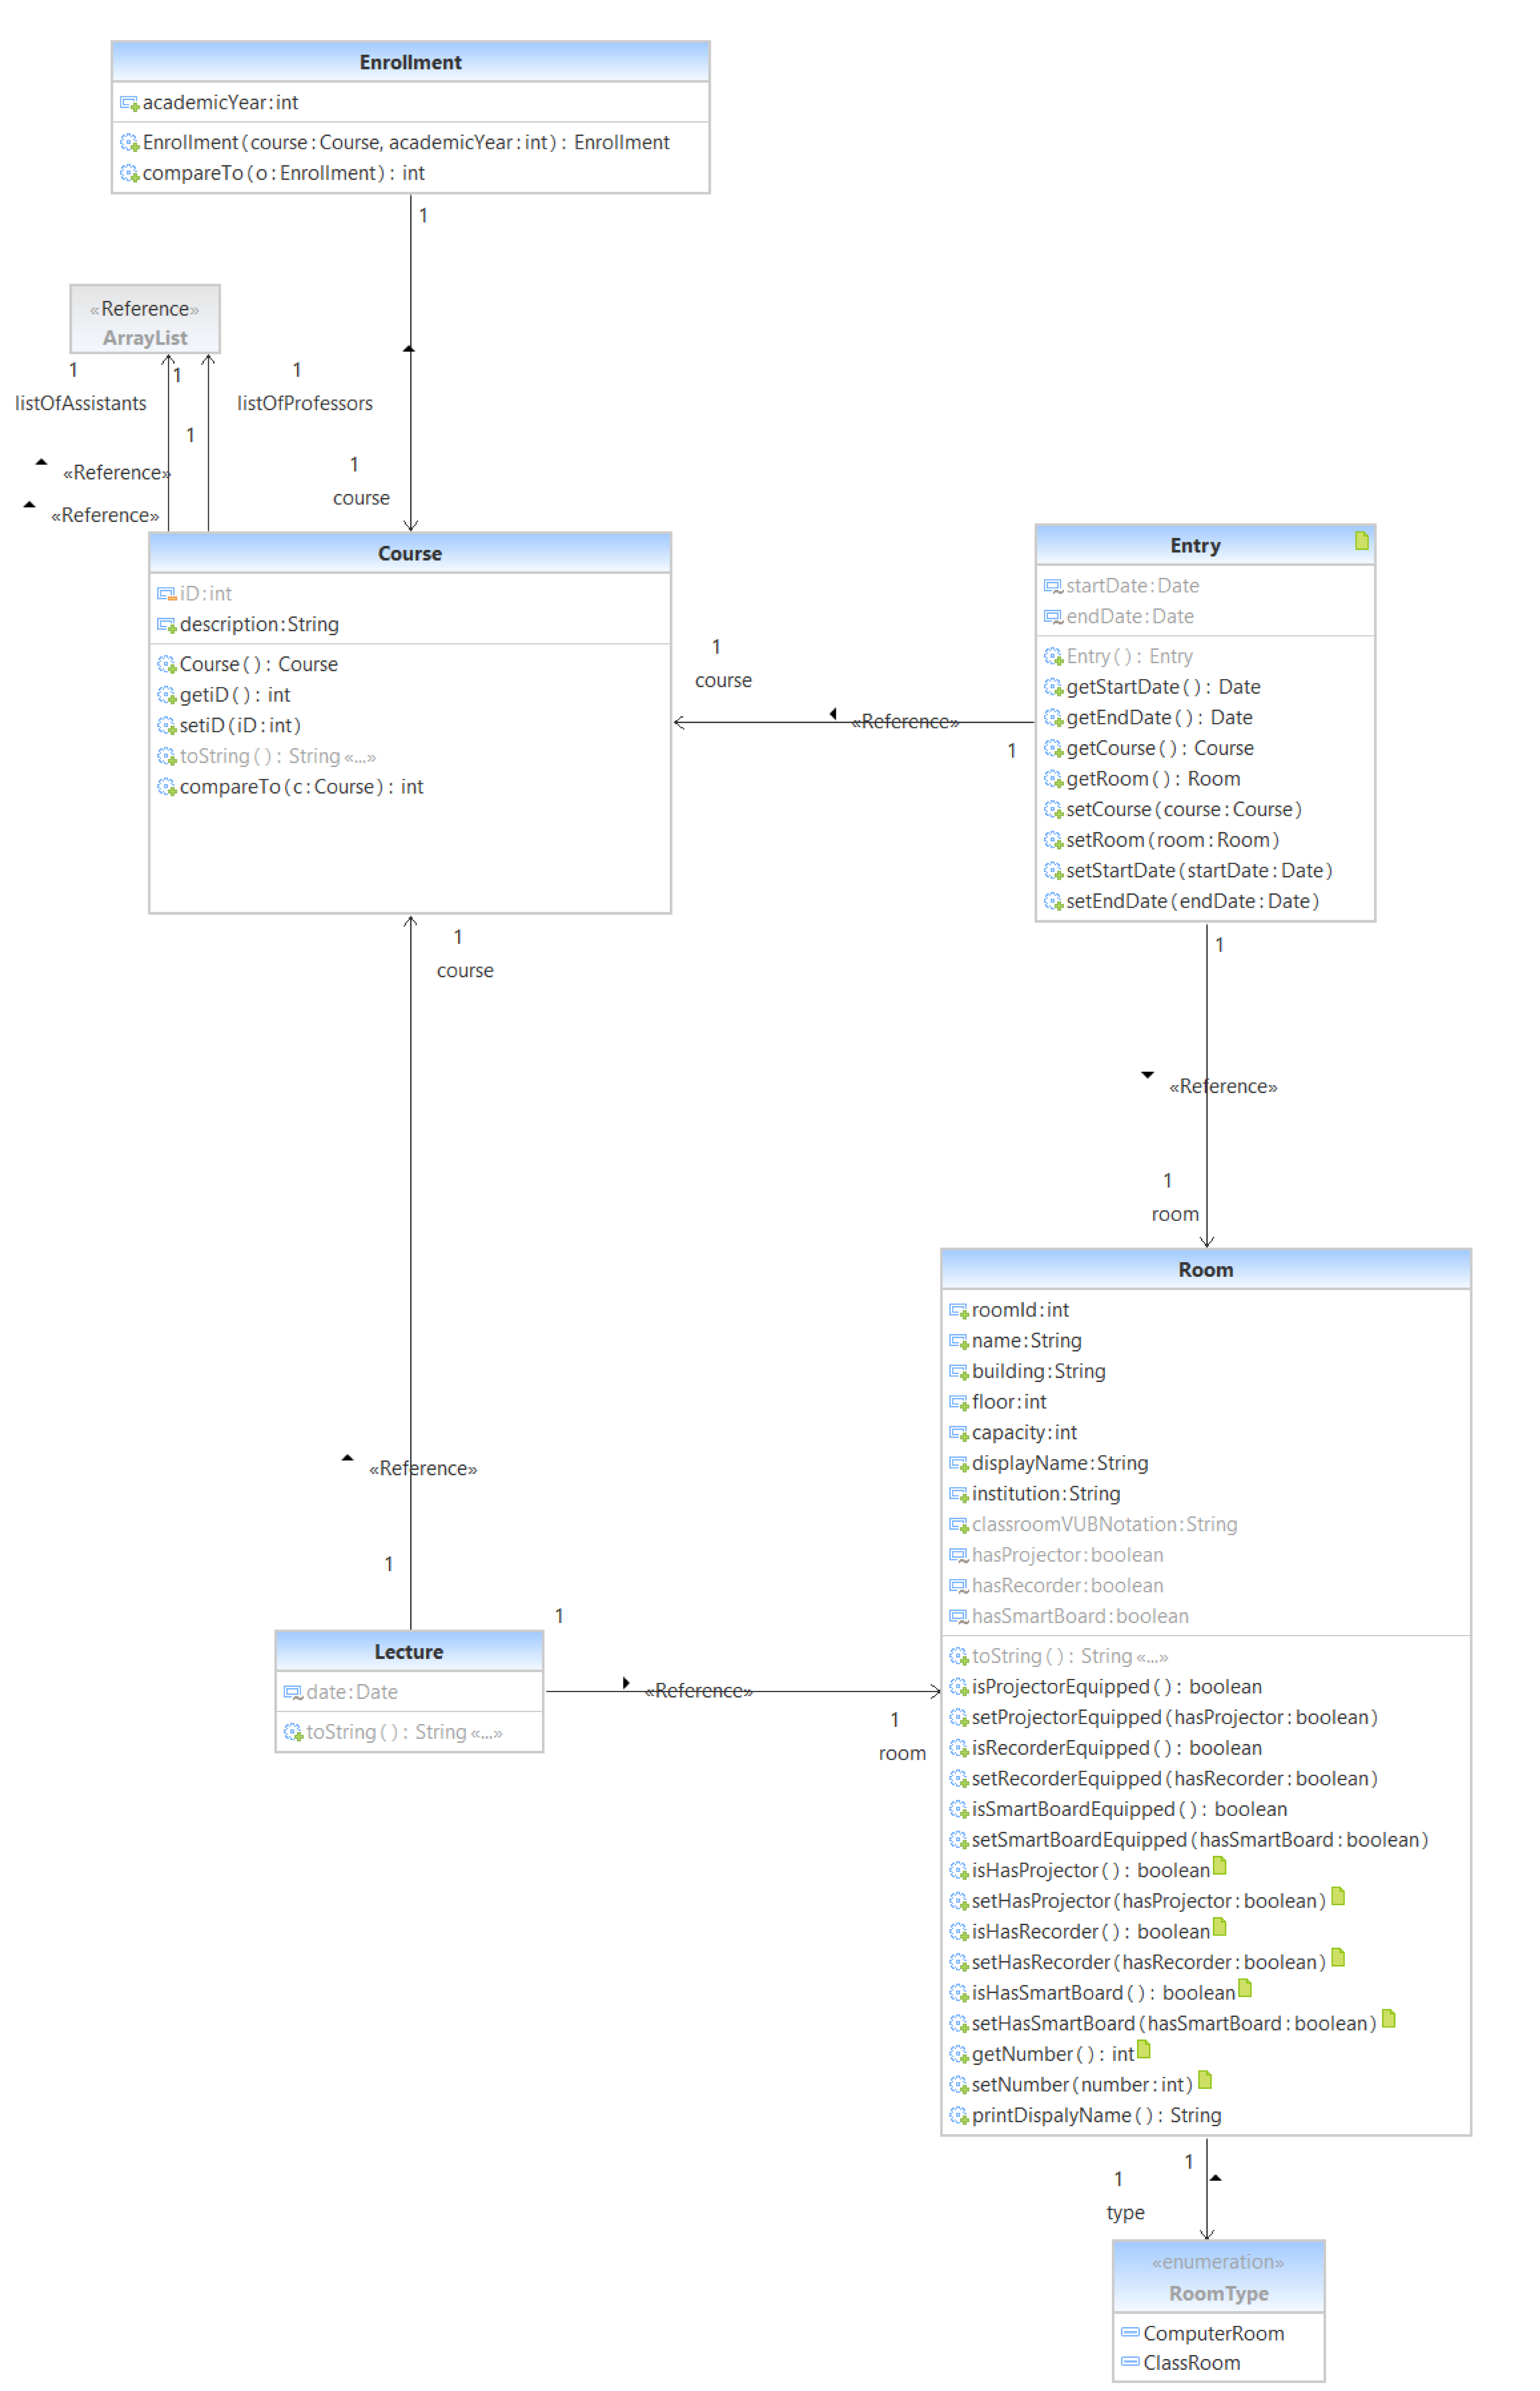 Enrollment
academicYear:int
Enrollment(course:Course, academicYear:int): Enrollment
compareTo(o:Enrollment): int
1
«Reference»
ArrayList
1
1
1
listOfAssistants
listOfProfessors
1
1
«Reference»
course
«Reference»
Course
iD:int
description:String
Course(): Course
getiD(): int
setiD(iD:int)
toString(): String«...»
compareTo(c:Course): int
Entry
startDate:Date
endDate:Date
Entry(): Entry
getStartDate(): Date
getEndDate(): Date
getCourse(): Course
getRoom(): Room
setCourse(course:Course)
setRoom(room:Room)
setStartDate(startDate:Date)
setEndDate(endDate:Date)
1
course
«Reference»
1
1
course
1
«Reference»
1
room
Room
roomId:int
name:String
building:String
floor:int
capacity:int
displayName:String
institution:String
classroomVUBNotation:String
hasProjector:boolean
hasRecorder:boolean
hasSmartBoard:boolean
toString(): String«...»
isProjectorEquipped(): boolean
setProjectorEquipped(hasProjector:boolean)
isRecorderEquipped(): boolean
setRecorderEquipped(hasRecorder:boolean)
isSmartBoardEquipped(): boolean
setSmartBoardEquipped(hasSmartBoard:boolean)
isHasProjector(): boolean
setHasProjector(hasProjector:boolean)
isHasRecorder(): boolean
setHasRecorder(hasRecorder:boolean)
isHasSmartBoard(): boolean
setHasSmartBoard(hasSmartBoard:boolean)
getNumber(): int
setNumber(number:int)
printDispalyName(): String
«Reference»
1
1
Lecture
date:Date
toString(): String«...»
«Reference»
1
room
1
1
type
«enumeration»
RoomType
ComputerRoom
ClassRoom